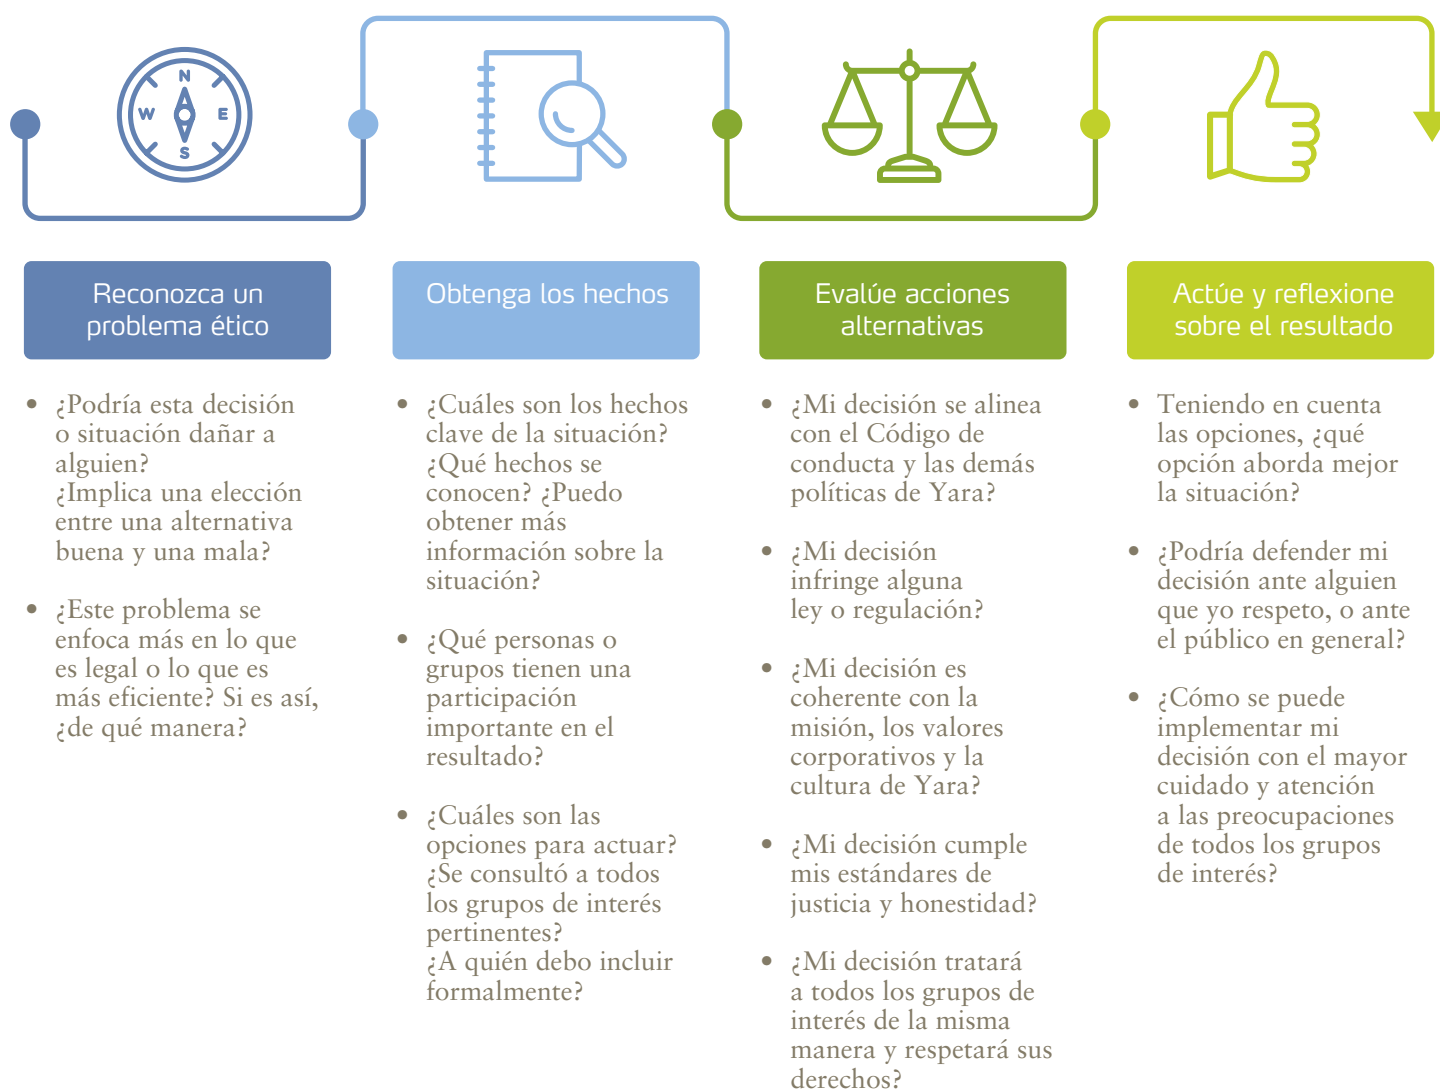 N
W
E
S
Reconozca un
problema ético
• ¿Podría esta decisión
o situación dañar a
alguien?
¿Implica una elección
entre una alternativa
buena y una mala?
• ¿Este problema se
enfoca más en lo que
es legal o lo que es
más eficiente? Si es así,
¿de qué manera?
Obtenga los hechos
• ¿Cuáles son los hechos
clave de la situación?
¿Qué hechos se
conocen? ¿Puedo
obtener más
información sobre la
situación?
• ¿Qué personas o
grupos tienen una
participación
importante en el
resultado?
• ¿Cuáles son las
opciones para actuar?
¿Se consultó a todos
los grupos de interés
pertinentes?
¿A quién debo incluir
formalmente?
Evalúe acciones
alternativas
• ¿Mi decisión se alinea
con el Código de
conducta y las demás
políticas de Yara?
• ¿Mi decisión
infringe alguna
ley o regulación?
• ¿Mi decisión es
coherente con la
misión, los valores
corporativos y la
cultura de Yara?
• ¿Mi decisión cumple
mis estándares de
justicia y honestidad?
• ¿Mi decisión tratará
a todos los grupos de
interés de la misma
manera y respetará sus
derechos?
Actúe y reflexione
sobre el resultado
• Teniendo en cuenta
las opciones, ¿qué
opción aborda mejor
la situación?
• ¿Podría defender mi
decisión ante alguien
que yo respeto, o ante
el público en general?
• ¿Cómo se puede
implementar mi
decisión con el mayor
cuidado y atención
a las preocupaciones
de todos los grupos
de interés?